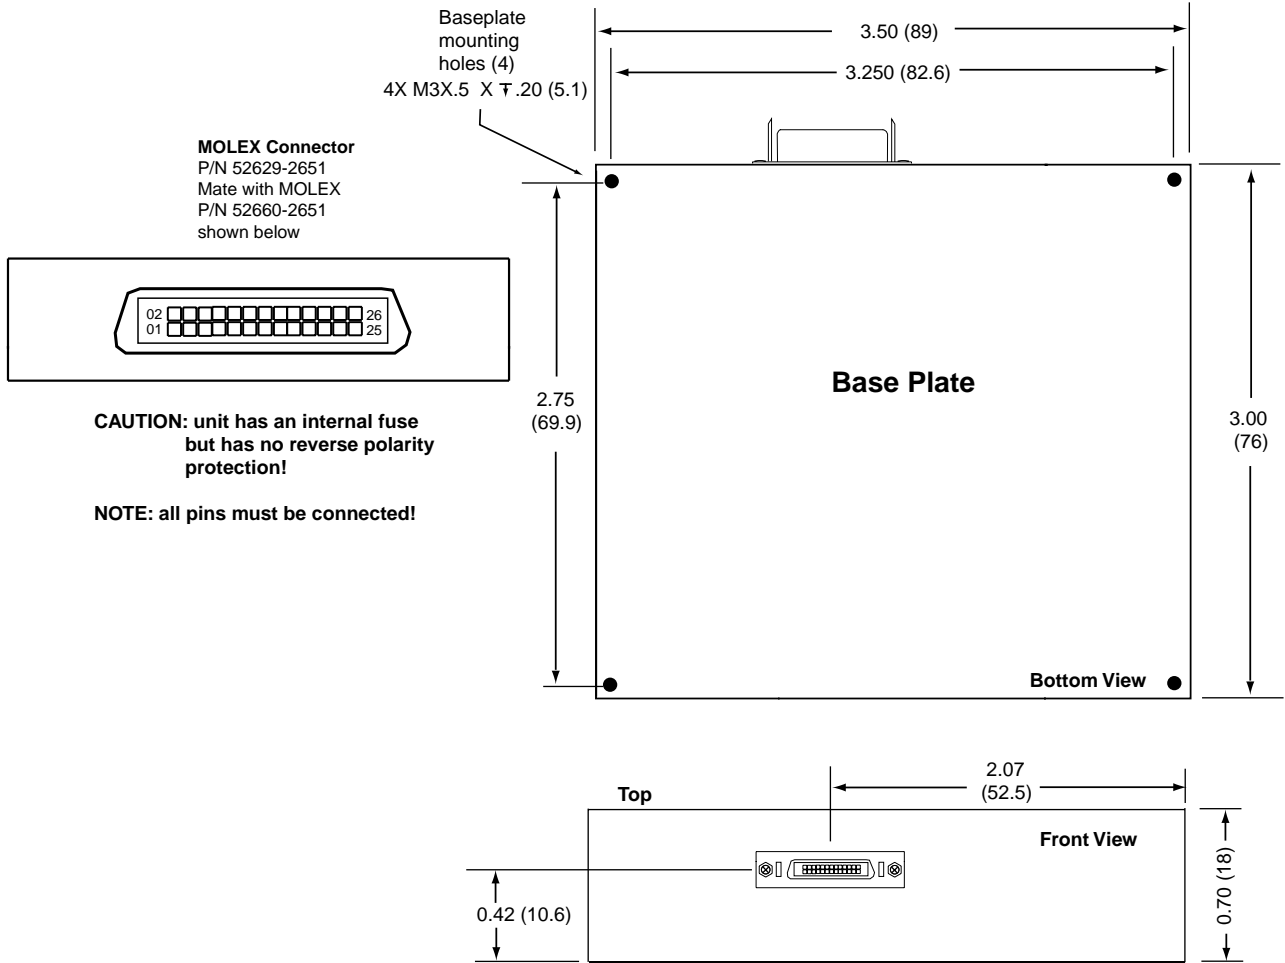 Baseplate
mounting
holes (4)
4X M3X.5 X ↧.20 (5.1)
3.50 (89)
3.250 (82.6)
MOLEX Connector
P/N 52629-2651
Mate with MOLEX
P/N 52660-2651
shown below
02
26
01
25
CAUTION: unit has an internal fuse
but has no reverse polarity
protection!
NOTE: all pins must be connected!
2.75
(69.9)
Base Plate
3.00
(76)
Bottom View
2.07
(52.5)
Top
Front View
0.42 (10.6)
0.70 (18)